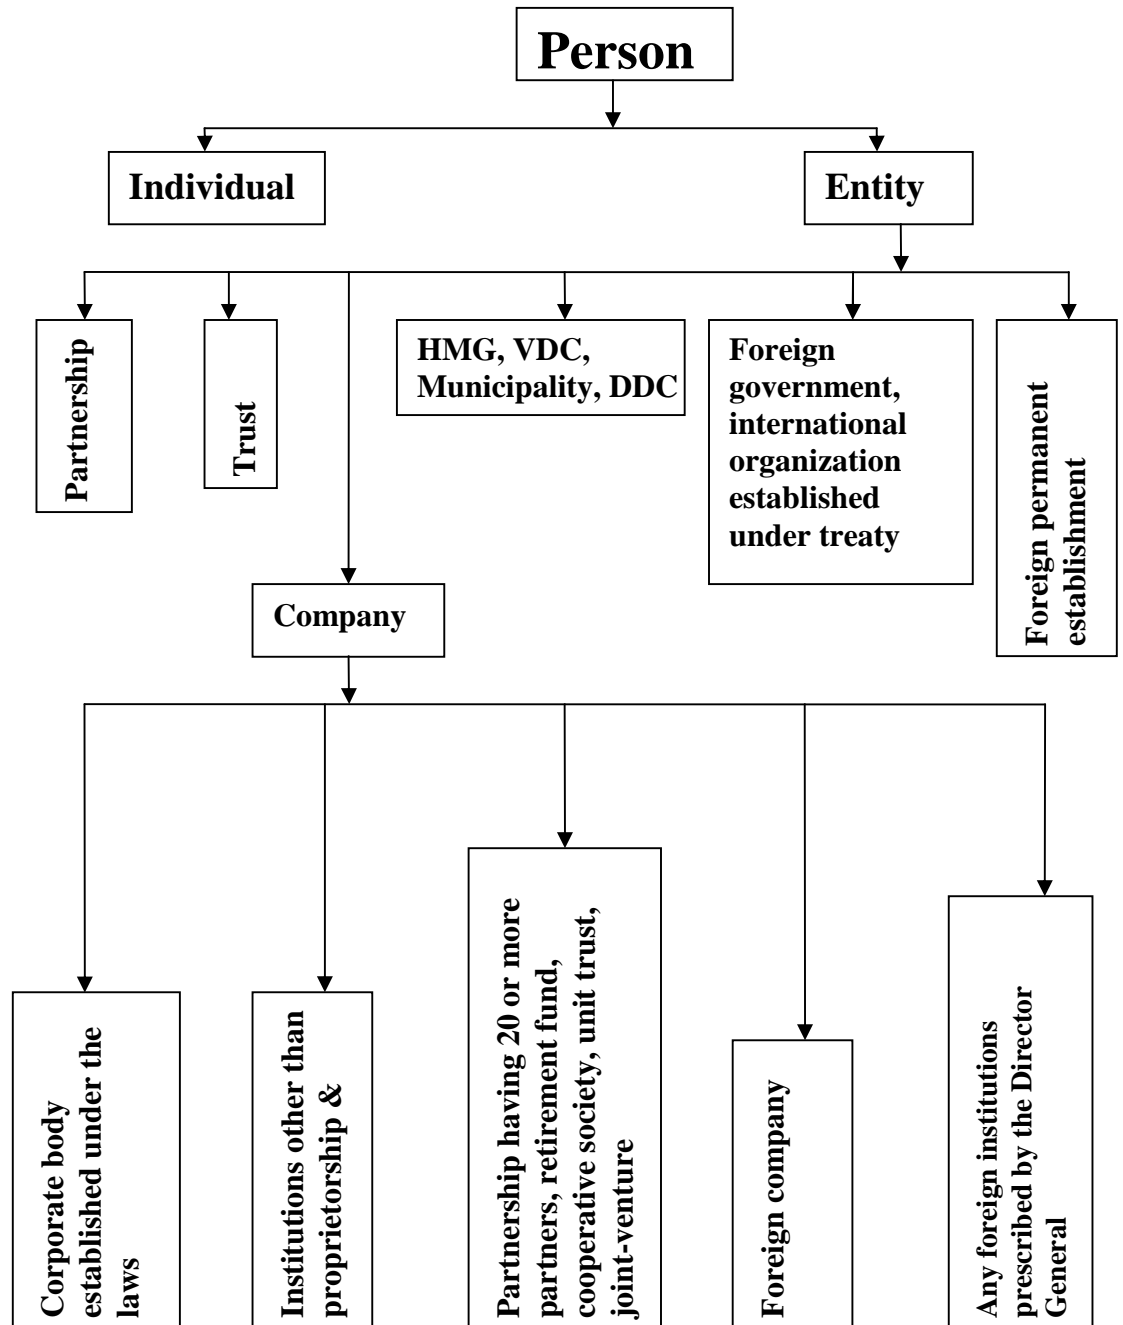 Person
Individual
Entity
Partnership
Trust
HMG, VDC,
Municipality, DDC
Foreign
government,
international
organization
established
under treaty
Foreign permanent
establishment
Company
Corporate body
established under the
laws
Institutions other than
proprietorship &
Partnership having 20 or more
partners, retirement fund,
cooperative society, unit trust,
joint-venture
Foreign company
Any foreign institutions
prescribed by the Director
General